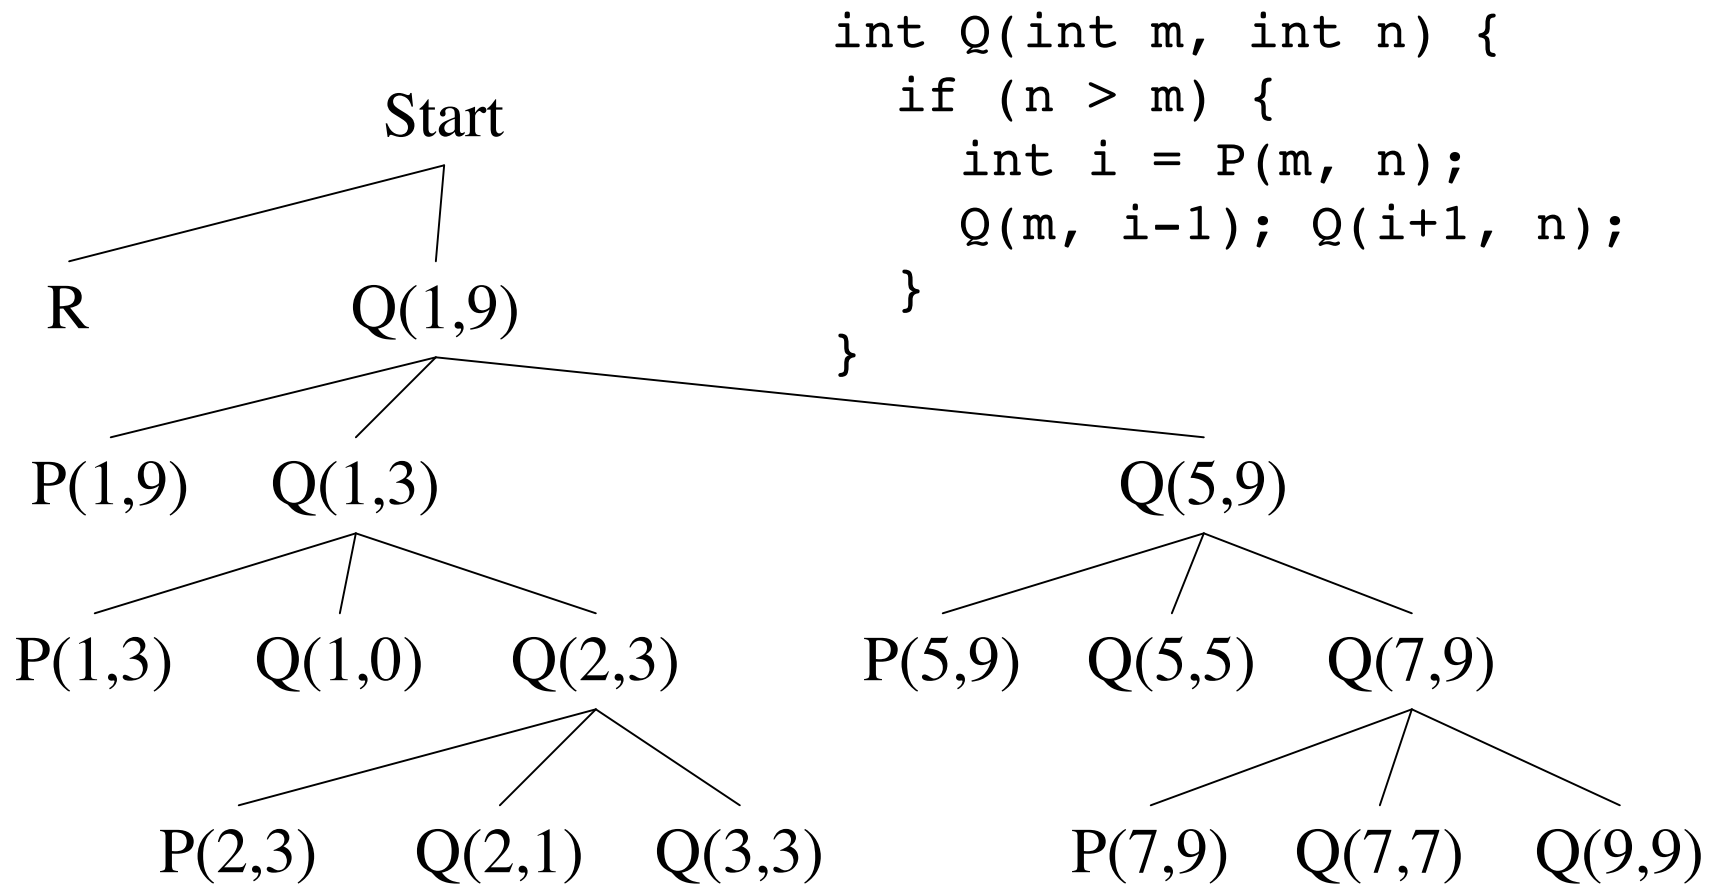 int Q(int m, int n) {
if (n > m) {
Start
int i = P(m, n);
Q(m, i-1); Q(i+1, n);
}
R Q(1,9)
}
P(1,9) Q(1,3) Q(5,9)
P(1,3) Q(1,0) Q(2,3) P(5,9) Q(5,5) Q(7,9)
P(2,3) Q(2,1) Q(3,3) P(7,9) Q(7,7) Q(9,9)